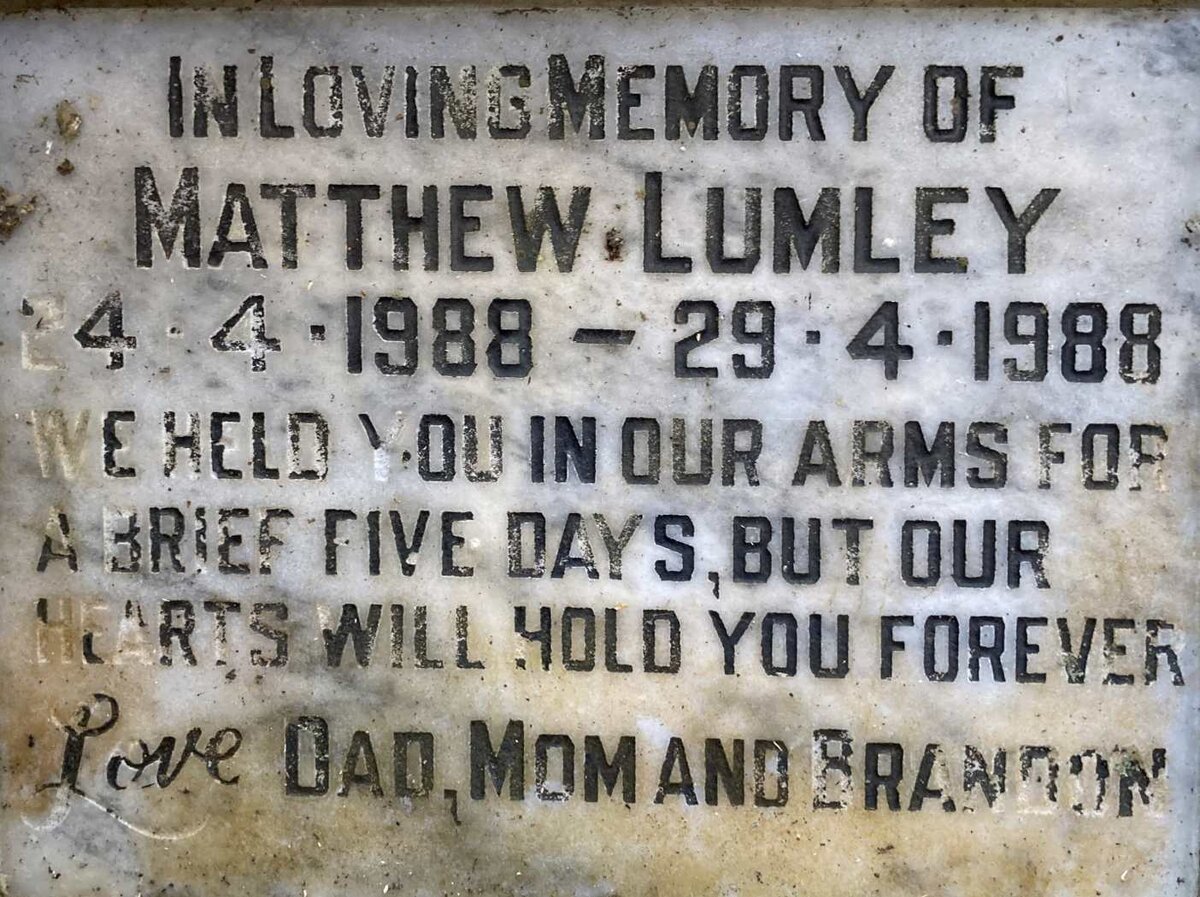 IN LOVING MEMORY OF
MATTHEW LUMLEY
24·4·1988 – 29·4·1988
WE HELD YOU IN OUR ARMS FOR
A BRIEF FIVE DAYS, BUT OUR
HEARTS WILL HOLD YOU FOREVER
Love DAD, MOM AND BRANDON